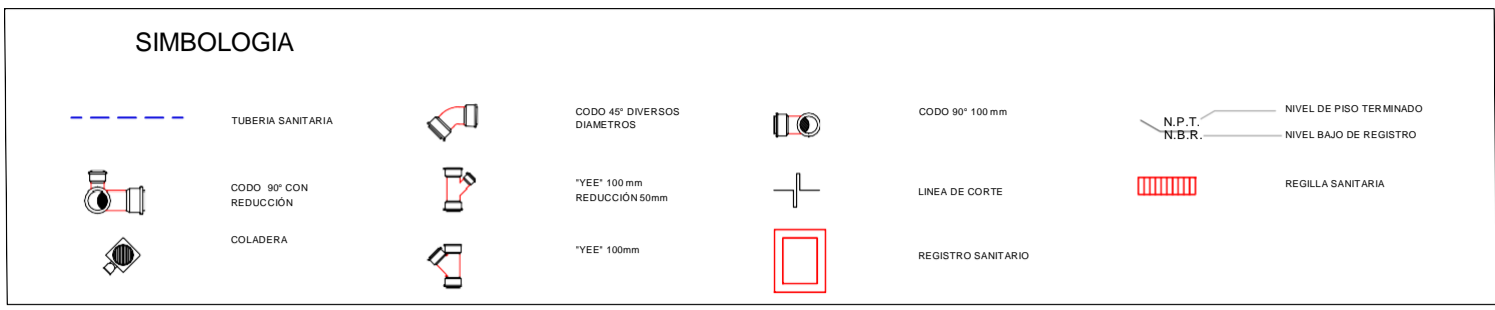 SIMBOLOGIA
TUBERIA SANITARIA
CODO 90° CON
REDUCCIÓN
COLADERA
CODO 45° DIVERSOS
DIAMETROS
"YEE" 100 mm
REDUCCIÓN 50mm
"YEE" 100mm
CODO 90° 100 mm
LINEA DE CORTE
REGISTRO SANITARIO
N.P.T.
NIVEL DE PISO TERMINADO
N.B.R.
NIVEL BAJO DE REGISTRO
REGILLA SANITARIA